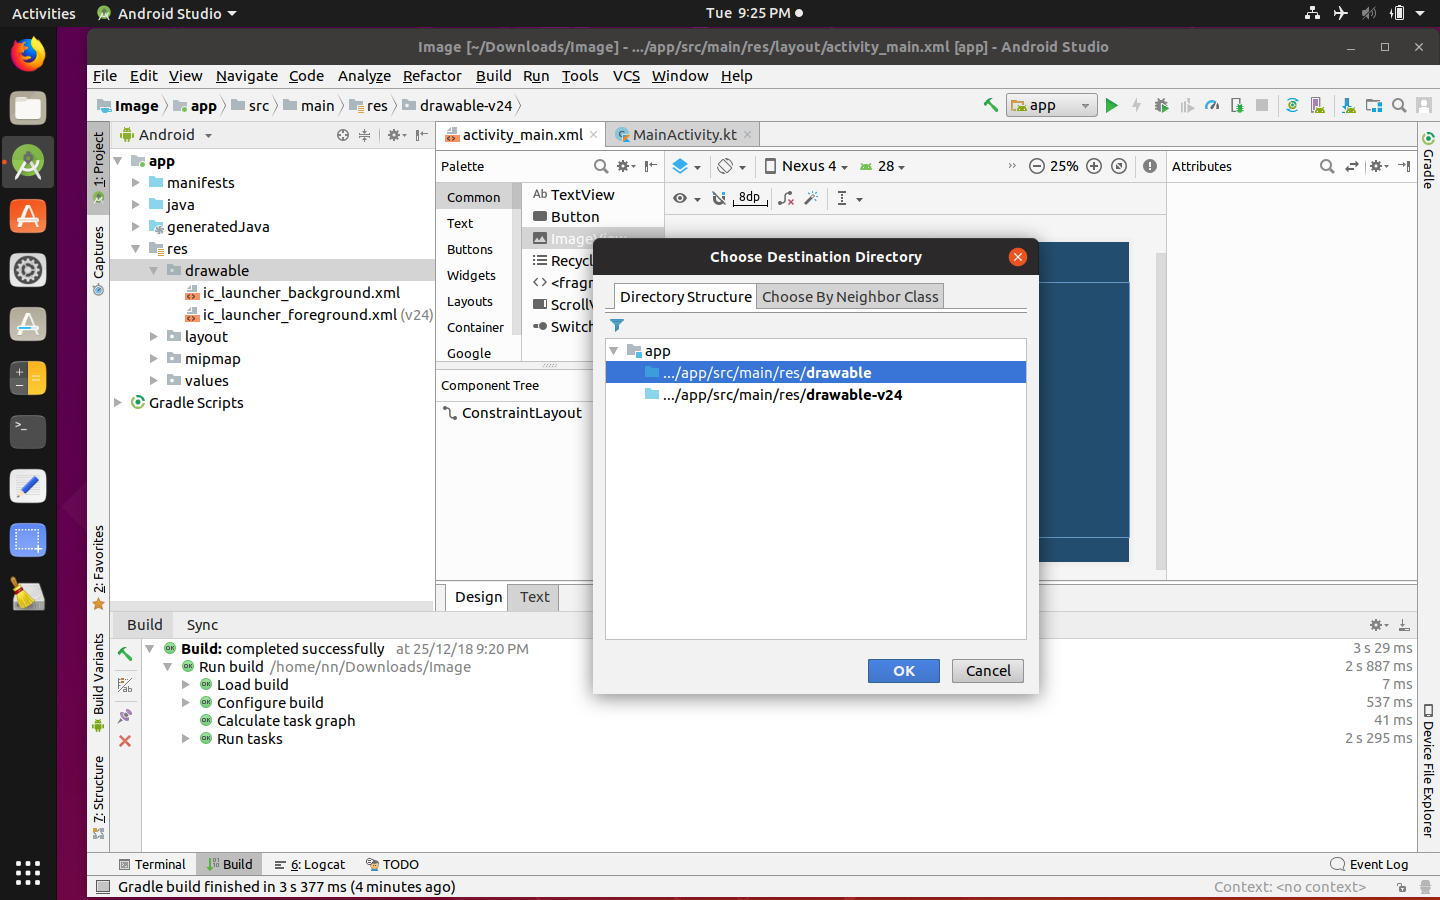 Activities Android Studio Tue 9:25 PM
Image [~/Downloads/Image] - .../app/src/main/res/layout/activity_main.xml [app] - Android Studio
File Edit View Navigate Code Analyze Refactor Build Run Tools VCS Window Help
Image app src main res drawable-v24 app
1: Project
Captures
2: Favorites
Build Variants
7: Structure
Android
app
manifests
java
generatedJava
res
drawable
ic_launcher_background.xml
ic_launcher_foreground.xml (v24)
layout
mipmap
values
Gradle Scripts
activity_main.xml MainActivity.kt
Palette
Common
Text
Buttons
Widgets
Layouts
Container
Google
Ab TextView
Button
<>
Switch
Component Tree
ConstraintLayout
Nexus 4 28 25%
8dp
Attributes
Gradle
Device File Explorer
Choose Destination Directory
Directory Structure Choose By Neighbor Class
app
.../app/src/main/res/drawable
.../app/src/main/res/drawable-v24
OK Cancel
Design Text
Build Sync
Build: completed successfully at 25/12/18 9:20 PM 3 s 29 ms
Run build /home/nn/Downloads/Image 2 s 887 ms
Load build 7 ms
Configure build 537 ms
Calculate task graph 41 ms
Run tasks 2 s 295 ms
Terminal Build 6: Logcat TODO Event Log
Gradle build finished in 3 s 377 ms (4 minutes ago) Context: <no context>